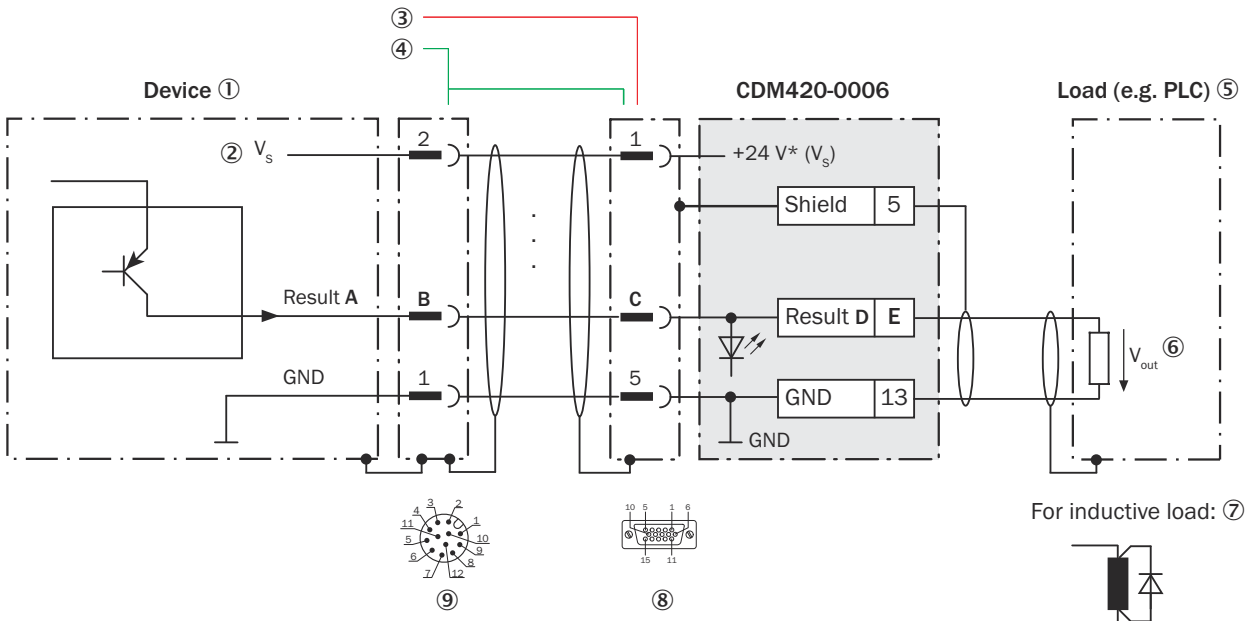 ③
④
Device ①
CDM420-0006
Load (e.g. PLC) ⑤
② Vs
2
1
+24 V* (Vs)
Shield 5
.
.
.
Result A
B
C
Result D E
Vout ⑥
GND
1
5
GND 13
GND
For inductive load: ⑦
3 2
4 1
11 10
5 9
6 8
7 12
10 5 1 6
15 11
⑨
⑧